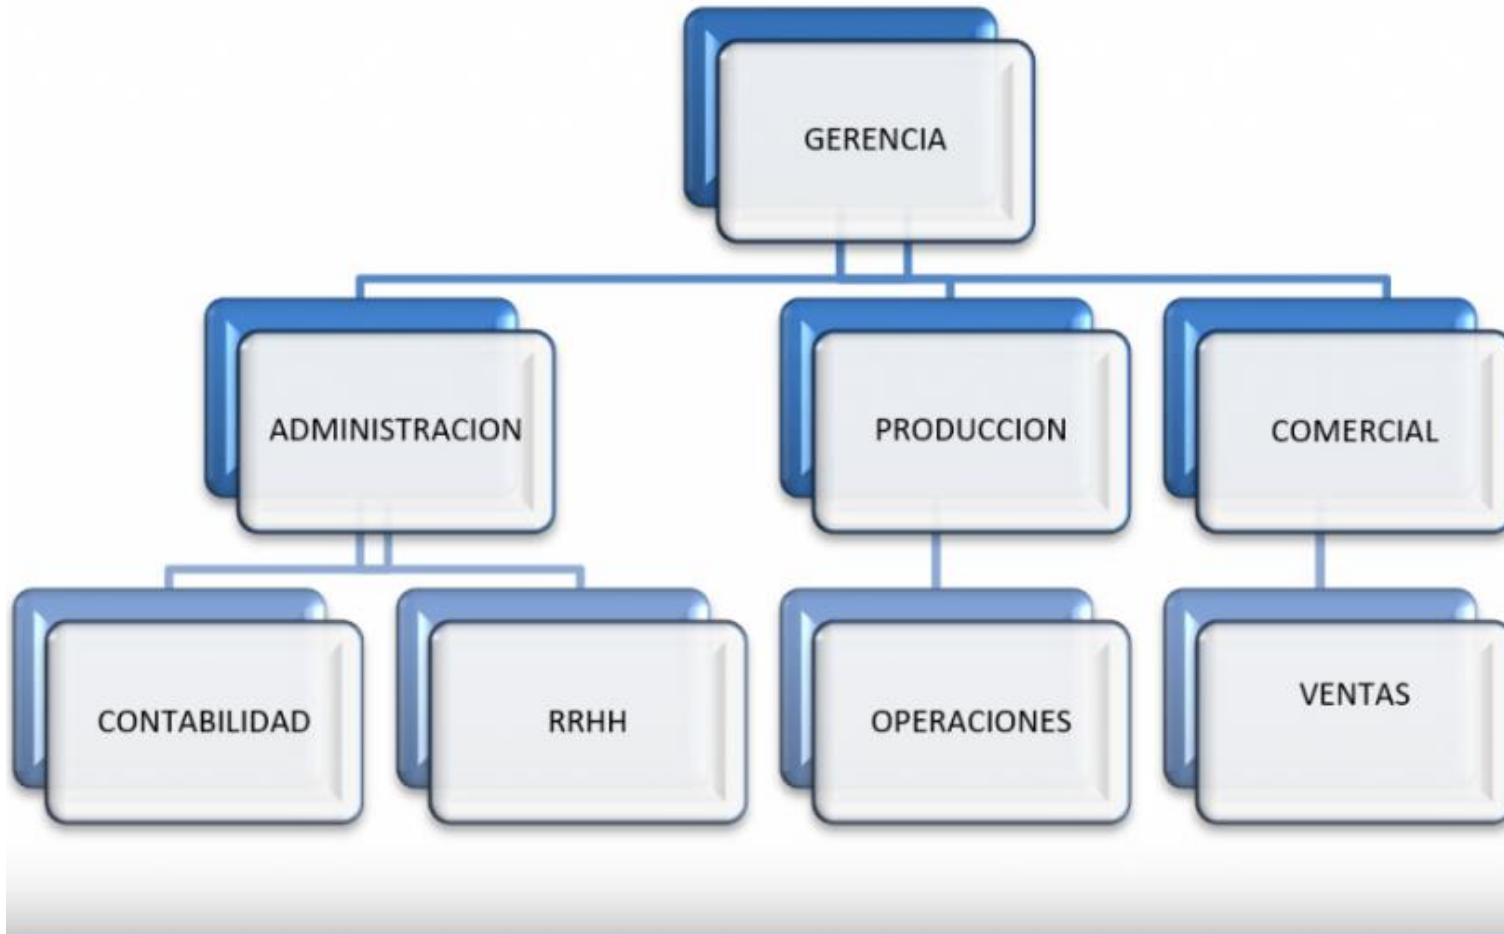 GERENCIA
ADMINISTRACION
PRODUCCION
COMERCIAL
CONTABILIDAD
RRHH
OPERACIONES
VENTAS